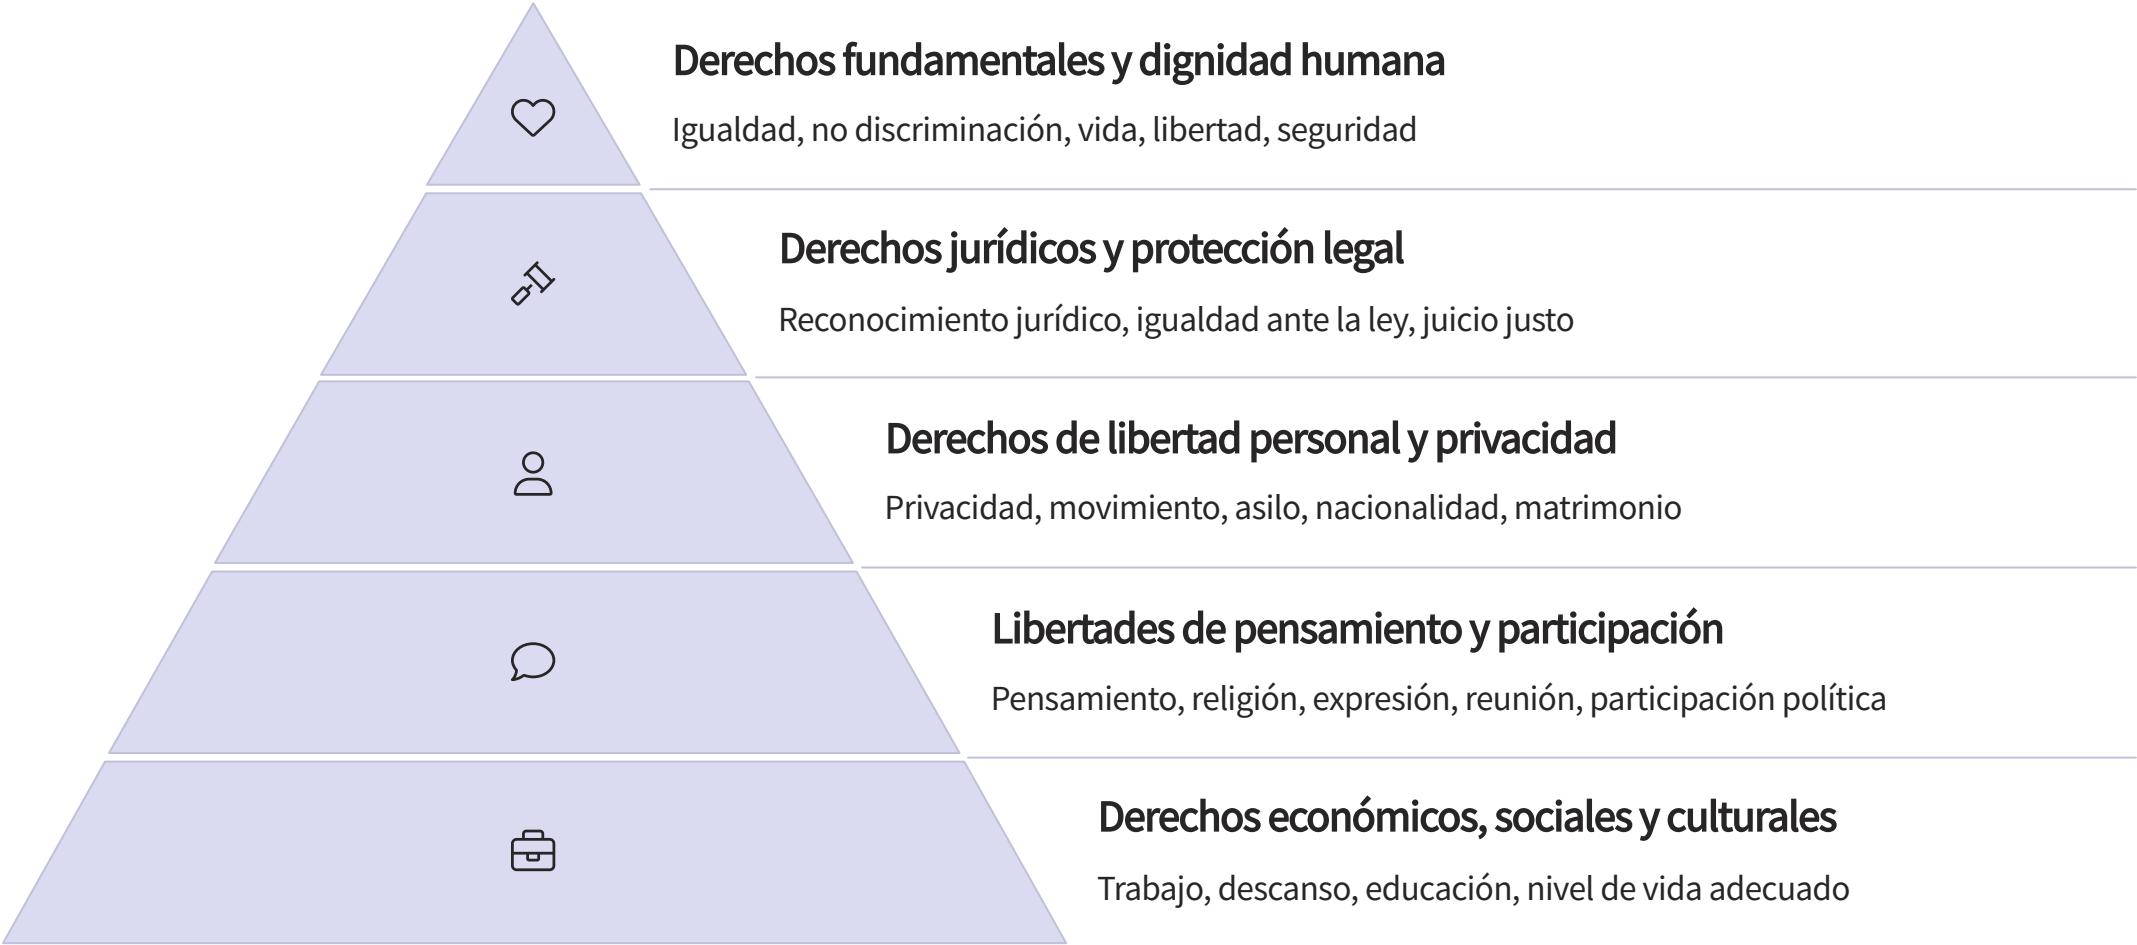 Derechos fundamentales y dignidad humana
Igualdad, no discriminación, vida, libertad, seguridad
Derechos jurídicos y protección legal
Reconocimiento jurídico, igualdad ante la ley, juicio justo
Derechos de libertad personal y privacidad
Privacidad, movimiento, asilo, nacionalidad, matrimonio
Libertades de pensamiento y participación
Pensamiento, religión, expresión, reunión, participación política
Derechos económicos, sociales y culturales
Trabajo, descanso, educación, nivel de vida adecuado